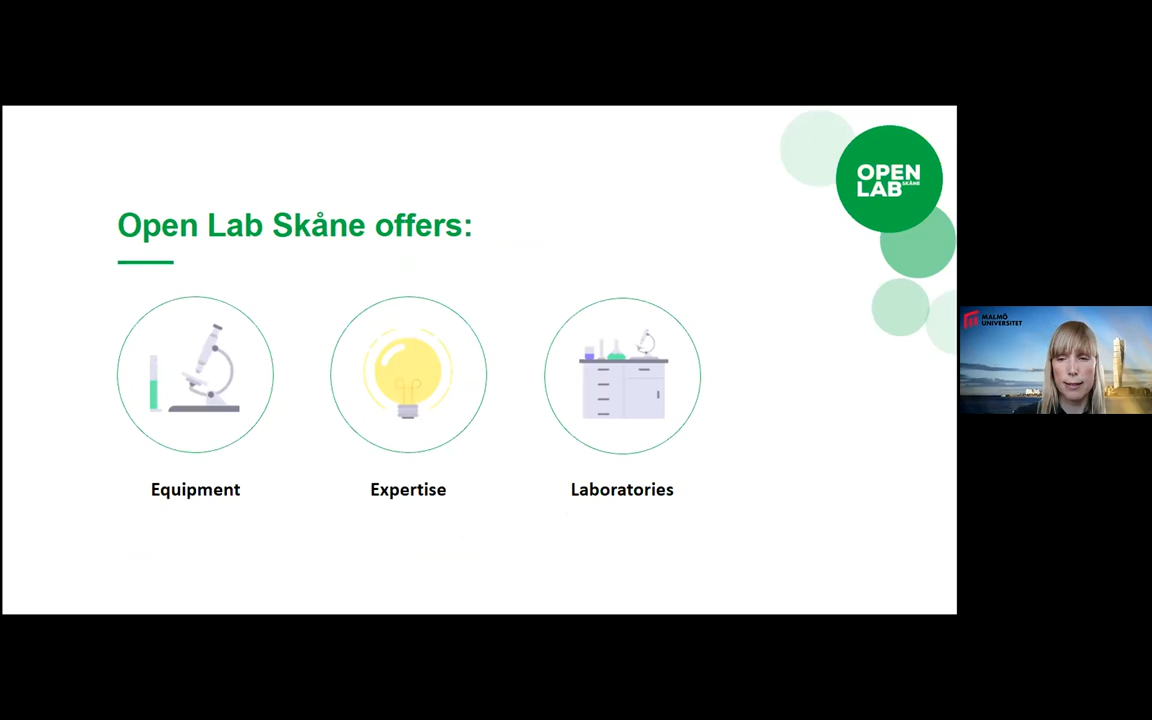 OPEN
LAB SKÅNE
Open Lab Skåne offers:
MALMÖ
UNIVERSITET
Equipment
Expertise
Laboratories